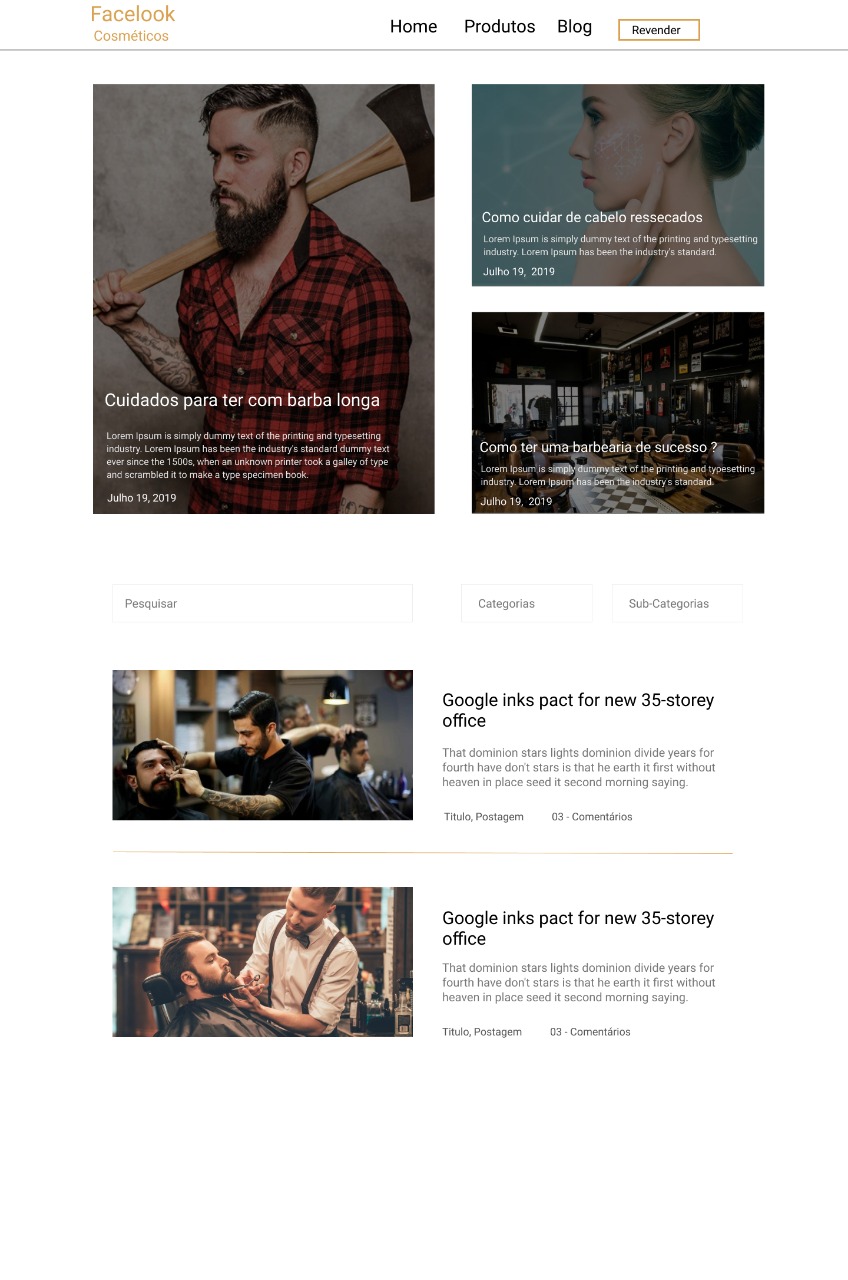 Facelook
Cosméticos
Home
Produtos
Blog
Revender
Cuidados para ter com barba longa
Lorem Ipsum is simply dummy text of the printing and typesetting
industry. Lorem Ipsum has been the industry's standard dummy text
ever since the 1500s, when an unknown printer took a galley of type
and scrambled it to make a type specimen book.
Julho 19, 2019
Como cuidar de cabelo ressecados
Lorem Ipsum is simply dummy text of the printing and typesetting
industry. Lorem Ipsum has been the industry's standard.
Julho 19, 2019
Como ter uma barbearia de sucesso ?
Lorem Ipsum is simply dummy text of the printing and typesetting
industry. Lorem Ipsum has been the industry's standard.
Julho 19, 2019
Pesquisar
Categorias
Sub-Categorias
Google inks pact for new 35-storey
office
That dominion stars lights dominion divide years for
fourth have don't stars is that he earth it first without
heaven in place seed it second morning saying.
Titulo, Postagem
03 - Comentários
Google inks pact for new 35-storey
office
That dominion stars lights dominion divide years for
fourth have don't stars is that he earth it first without
heaven in place seed it second morning saying.
Titulo, Postagem
03 - Comentários